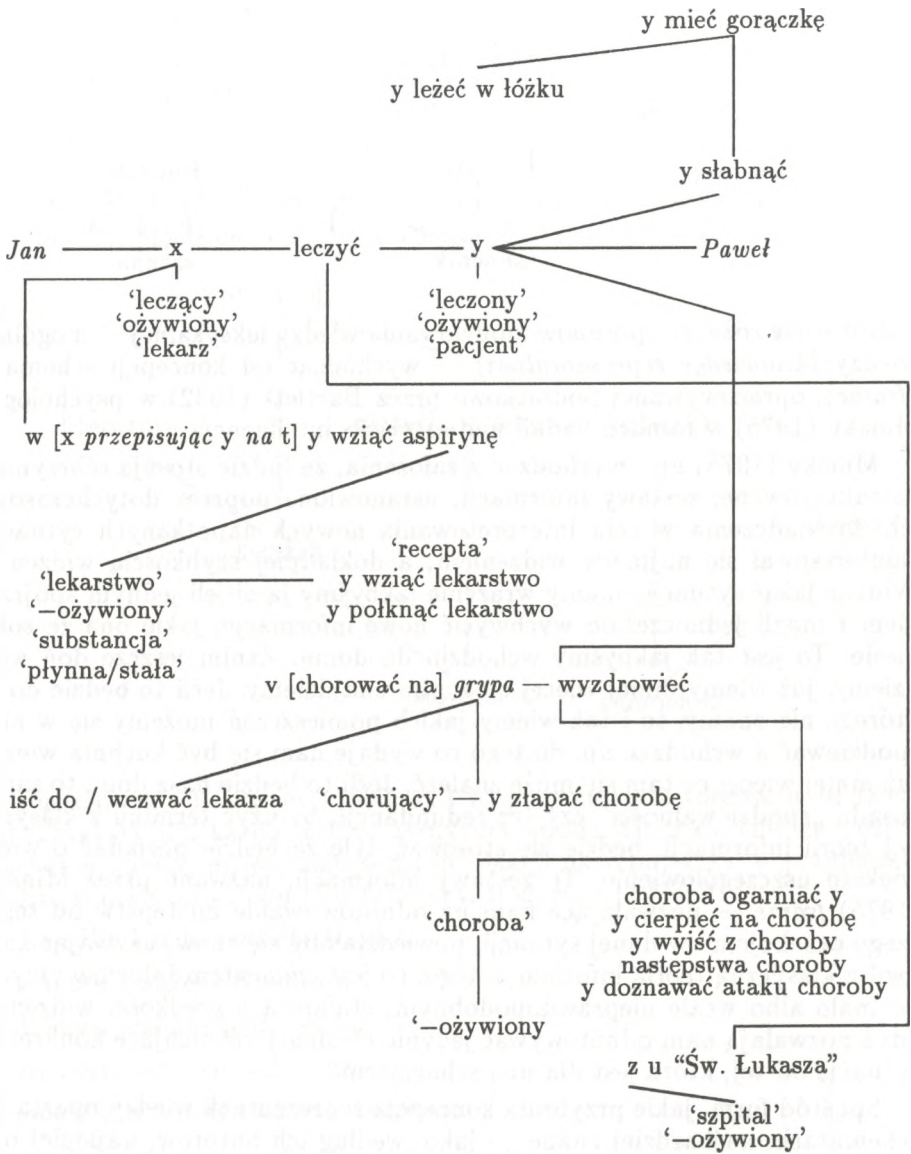 y mieć gorączkę
y leżeć w łóżku
y słabnąć
Jan — x — leczyć — y — Paweł
'leczący' 'leczony'
'ożywiony' 'ożywiony'
'lekarz' 'pacjent'
w [x przepisując y na t] y wziąć aspirynę
'recepta'
'lekarstwo' — y wziąć lekarstwo
'−ożywiony' y połknąć lekarstwo
'substancja'
'płynna/stała'
v [chorować na] grypa — wyzdrowieć
iść do / wezwać lekarza 'chorujący' — y złapać chorobę
choroba ogarniać y
'choroba' y cierpieć na chorobę
y wyjść z choroby
następstwa choroby
y doznawać ataku choroby
'−ożywiony
z u "Św. Łukasza"
'szpital'
'−ożywiony'